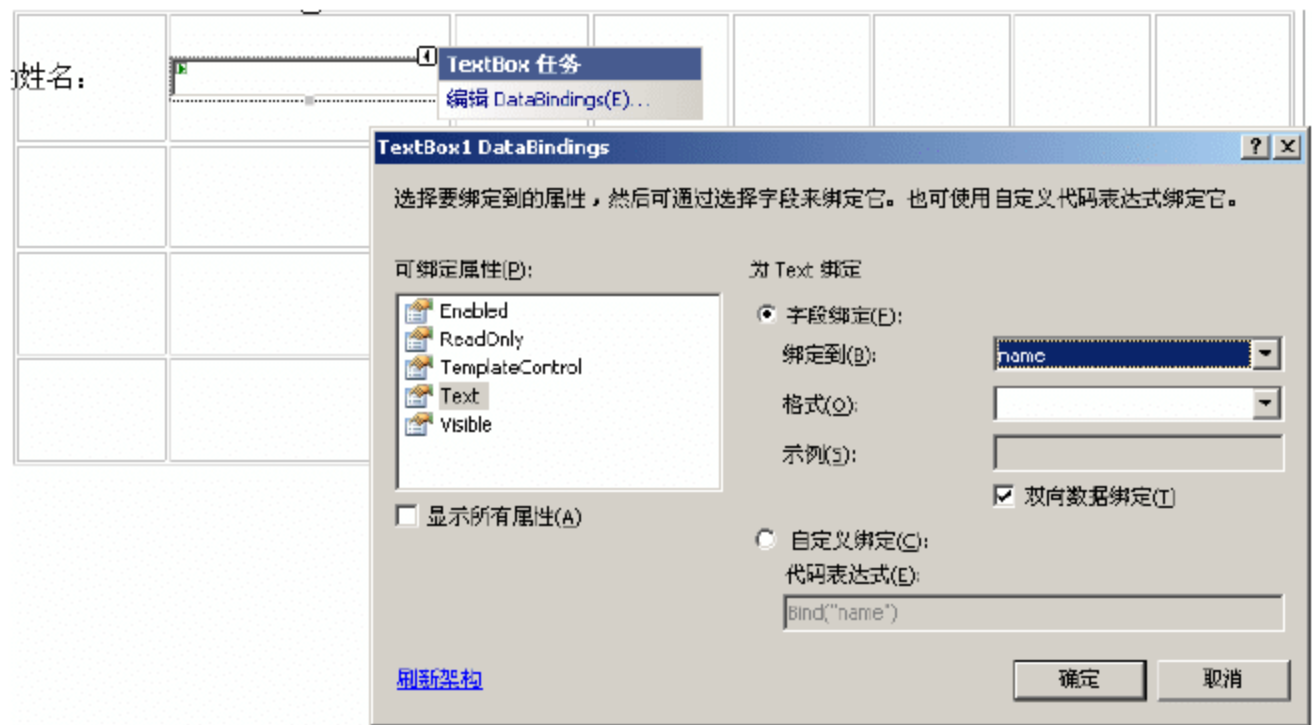 姓名：
TextBox 任务
编辑 DataBindings(E)...
TextBox1 DataBindings
选择要绑定到的属性，然后可通过选择字段来绑定它。也可使用自定义代码表达式绑定它。
可绑定属性(P):
Enabled
ReadOnly
TemplateControl
Text
Visible
显示所有属性(A)
为 Text 绑定
字段绑定(F):
绑定到(B):
name
格式(O):
示例(S):
双向数据绑定(T)
自定义绑定(C):
代码表达式(E):
Bind("name")
刷新架构
确定
取消